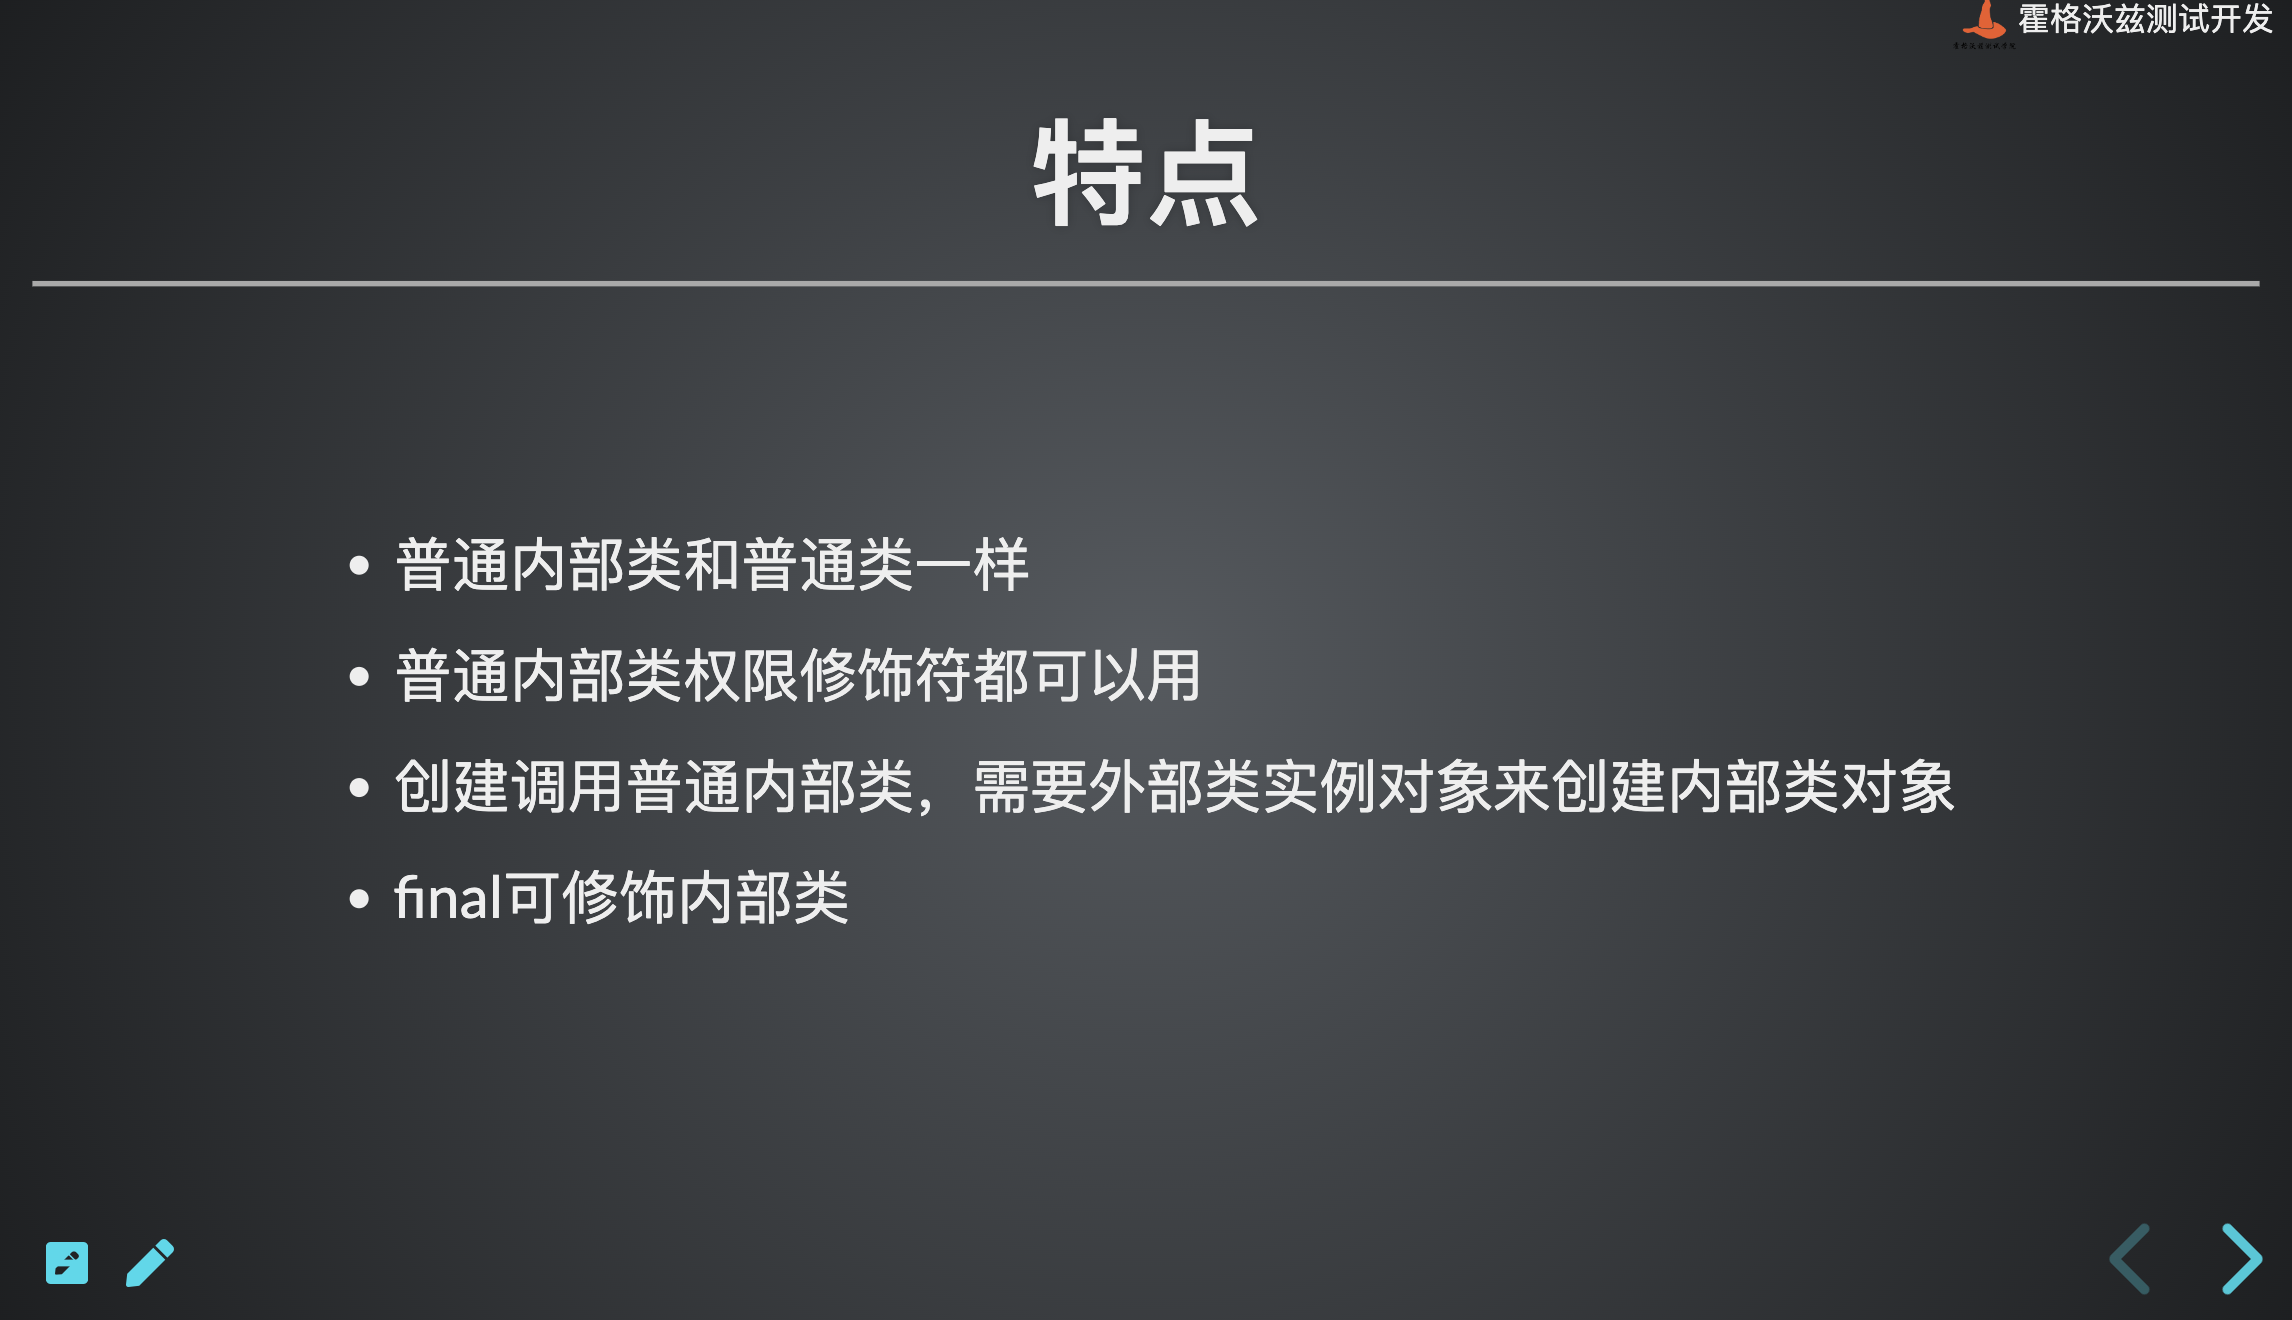 霍格沃兹测试开发
特点
普通内部类和普通类一样
普通内部类权限修饰符都可以用
创建调用普通内部类，需要外部类实例对象来创建内部类对象
final可修饰内部类